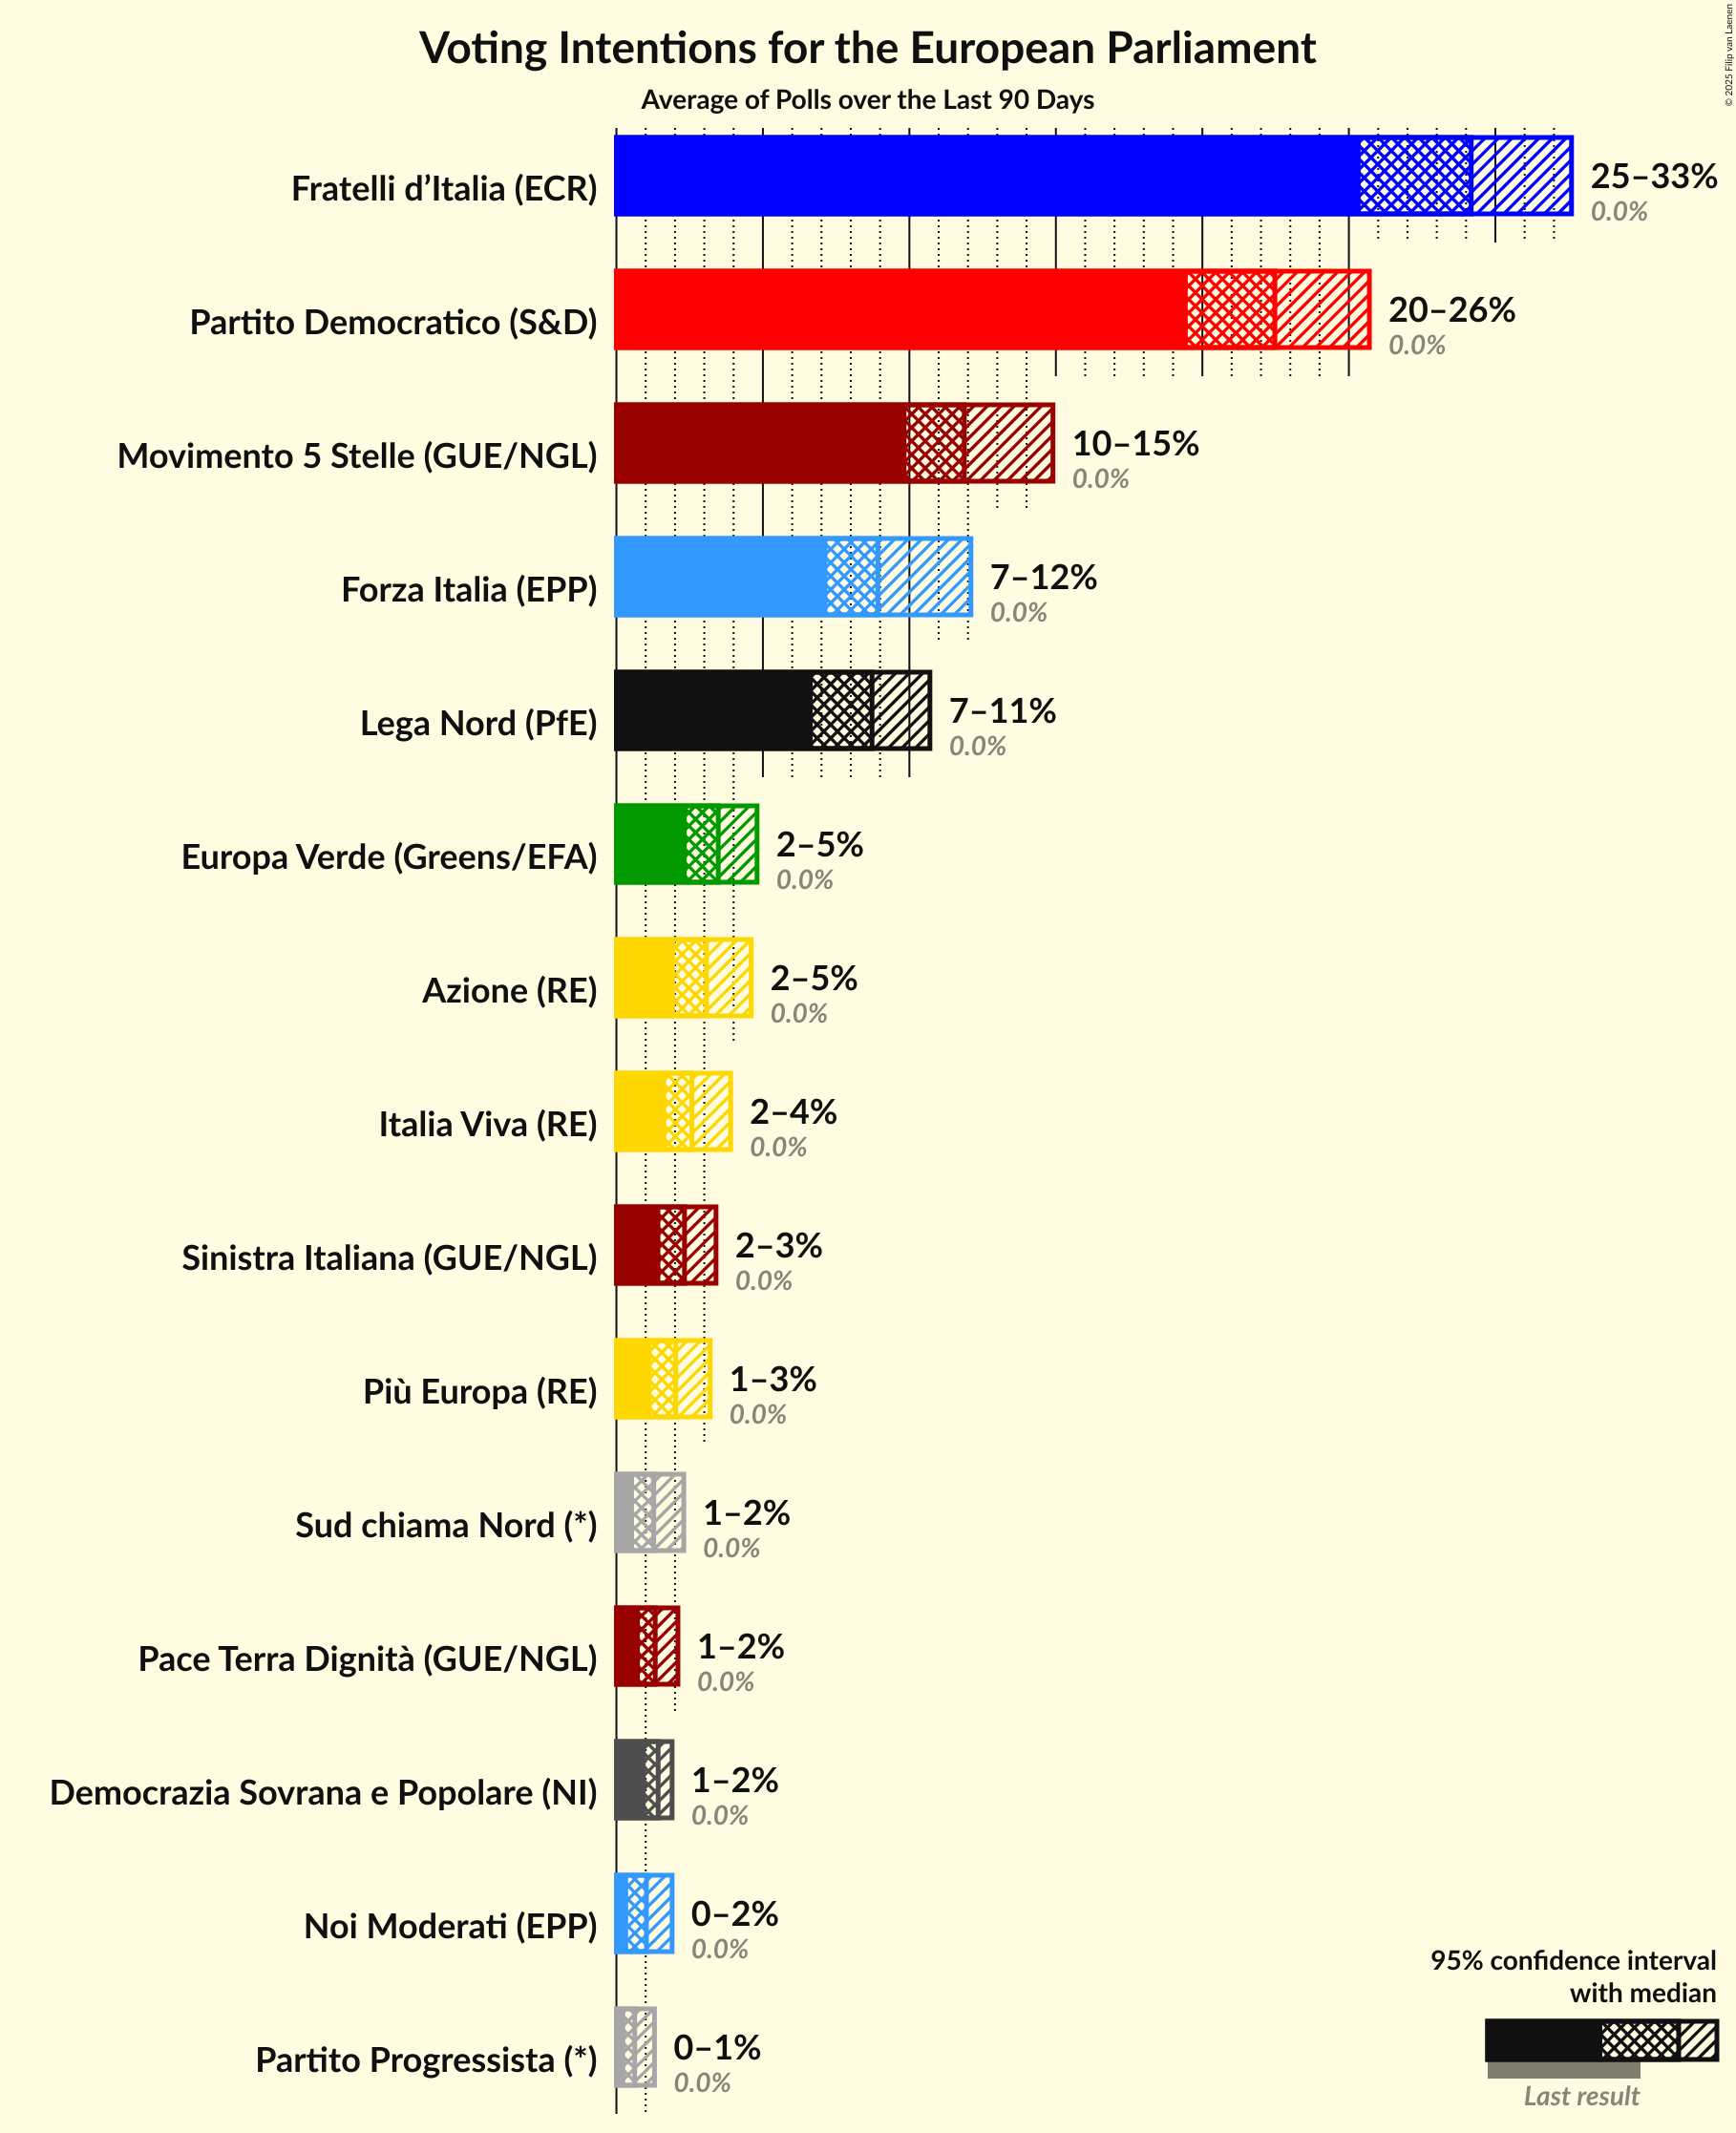 Voting Intentions for the European Parliament
Average of Polls over the Last 90 Days
© 2025 Filip van Laenen
Fratelli d’Italia (ECR)
25–33%
0.0%
Partito Democratico (S&D)
20–26%
0.0%
Movimento 5 Stelle (GUE/NGL)
10–15%
0.0%
Forza Italia (EPP)
7–12%
0.0%
Lega Nord (PfE)
7–11%
0.0%
Europa Verde (Greens/EFA)
2–5%
0.0%
Azione (RE)
2–5%
0.0%
Italia Viva (RE)
2–4%
0.0%
Sinistra Italiana (GUE/NGL)
2–3%
0.0%
Più Europa (RE)
1–3%
0.0%
Sud chiama Nord (*)
1–2%
0.0%
Pace Terra Dignità (GUE/NGL)
1–2%
0.0%
Democrazia Sovrana e Popolare (NI)
1–2%
0.0%
Noi Moderati (EPP)
0–2%
0.0%
Partito Progressista (*)
0–1%
0.0%
95% confidence interval
with median
Last result